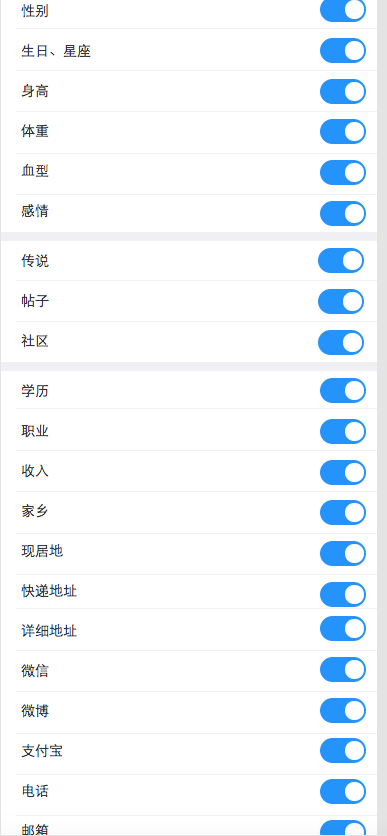 性别
生日、星座
身高
体重
血型
感情
传说
帖子
社区
学历
职业
收入
家乡
现居地
快递地址
详细地址
微信
微博
支付宝
电话
邮箱